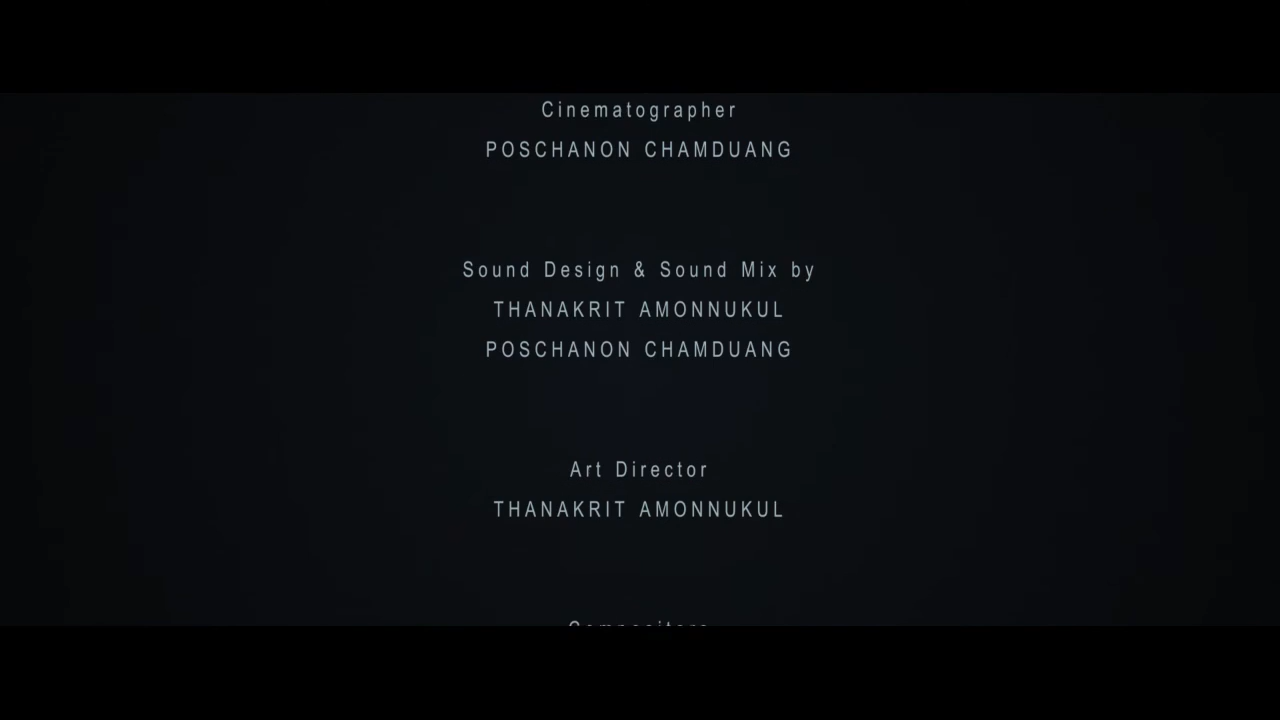 Cinematographer
POSCHANON CHAMDUANG
Sound Design & Sound Mix by
THANAKRIT AMONNUKUL
POSCHANON CHAMDUANG
Art Director
THANAKRIT AMONNUKUL